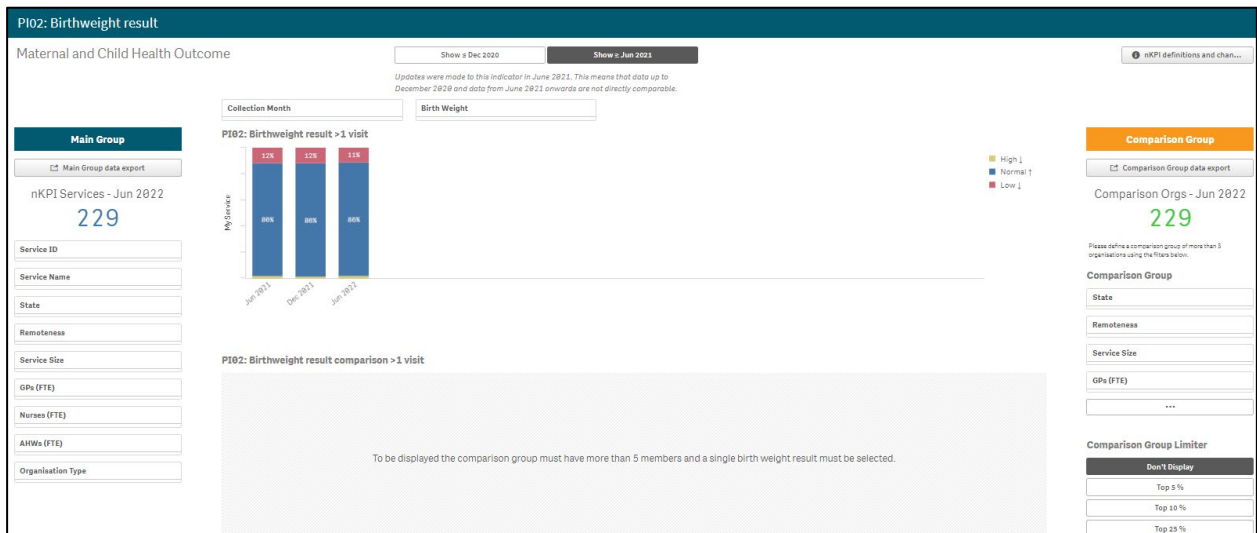 PI02: Birthweight result
Maternal and Child Health Outcome
Show ≤ Dec 2020
Show ≥ Jun 2021
nKPI definitions and chan...
Updates were made to this indicator in June 2021. This means that data up to
December 2020 and data from June 2021 onwards are not directly comparable.
Collection Month
Birth Weight
Main Group
Main Group data export
nKPI Services - Jun 2022
229
Service ID
Service Name
State
Remoteness
Service Size
GPs (FTE)
Nurses (FTE)
AHWs (FTE)
Organisation Type
PI02: Birthweight result >1 visit
My Service
12%
12%
11%
86%
86%
86%
Jun 2021
Dec 2021
Jun 2022
High ↓
Normal ↑
Low ↓
PI02: Birthweight result comparison >1 visit
To be displayed the comparison group must have more than 5 members and a single birth weight result must be selected.
Comparison Group
Comparison Group data export
Comparison Orgs - Jun 2022
229
Please define a comparison group of more than 5
organisations using the filters below.
Comparison Group
State
Remoteness
Service Size
GPs (FTE)
...
Comparison Group Limiter
Don't Display
Top 5 %
Top 10 %
Top 25 %